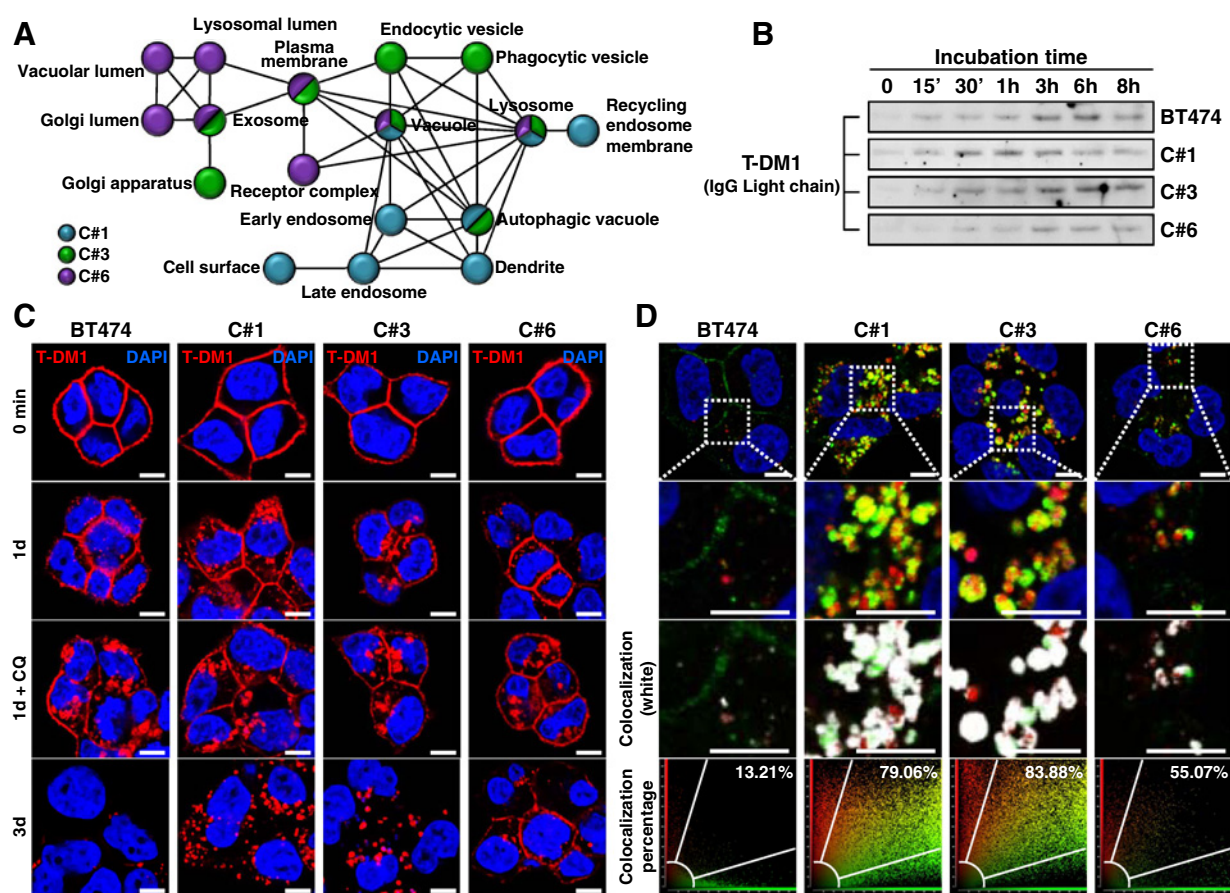 A
Lysosomal lumen
Endocytic vesicle
Plasma
membrane
Phagocytic vesicle
Vacuolar lumen
Lysosome
Recycling
endosome
membrane
Golgi lumen
Exosome
Vacuole
Golgi apparatus
Receptor complex
Early endosome
Autophagic vacuole
C#1
C#3
C#6
Cell surface
Late endosome
Dendrite
B
Incubation time
0 15’ 30’ 1h 3h 6h 8h
BT474
C#1
T-DM1
(IgG Light chain)
C#3
C#6
C
BT474 C#1 C#3 C#6
T-DM1 DAPI T-DM1 DAPI T-DM1 DAPI T-DM1 DAPI
0 min
1d
1d + CQ
3d
D
BT474 C#1 C#3 C#6
Colocalization
(white)
Colocalization
percentage
13.21% 79.06% 83.88% 55.07%